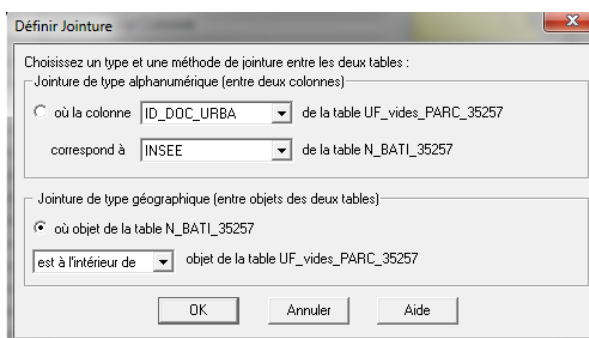 Définir Jointure
Choisissez un type et une méthode de jointure entre les deux tables :
Jointure de type alphanumérique (entre deux colonnes)
où la colonne ID_DOC_URBA de la table UF_vides_PARC_35257
correspond à INSEE de la table N_BATI_35257
Jointure de type géographique (entre objets des deux tables)
où objet de la table N_BATI_35257
est à l'intérieur de objet de la table UF_vides_PARC_35257
OK Annuler Aide